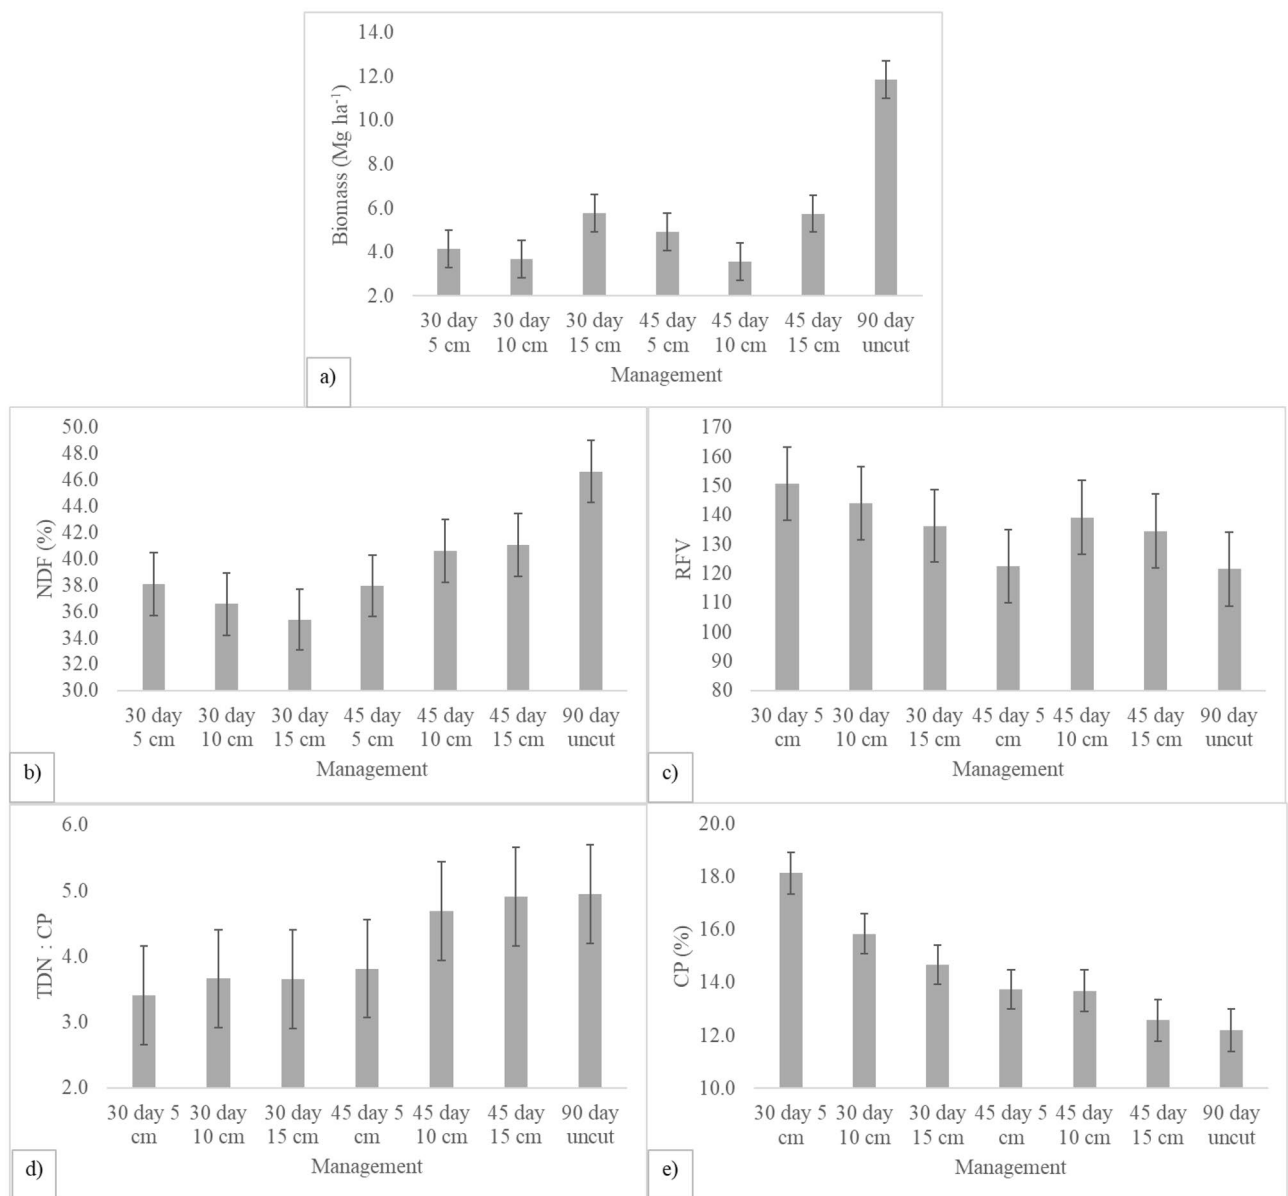 14.0
12.0
10.0
8.0
6.0
4.0
2.0
Biomass (Mg ha⁻¹)
30 day 30 day 30 day 45 day 45 day 45 day 90 day
5 cm 10 cm 15 cm 5 cm 10 cm 15 cm uncut
Management
a)
50.0
48.0
46.0
44.0
42.0
40.0
38.0
36.0
34.0
32.0
30.0
NDF (%)
30 day 30 day 30 day 45 day 45 day 45 day 90 day
5 cm 10 cm 15 cm 5 cm 10 cm 15 cm uncut
Management
b)
170
160
150
140
130
120
110
100
90
80
RFV
30 day 5 30 day 30 day 45 day 5 45 day 45 day 90 day
cm 10 cm 15 cm cm 10 cm 15 cm uncut
Management
c)
6.0
5.0
4.0
3.0
2.0
TDN : CP
30 day 5 30 day 30 day 45 day 5 45 day 45 day 90 day
cm 10 cm 15 cm cm 10 cm 15 cm uncut
Management
d)
20.0
18.0
16.0
14.0
12.0
10.0
CP (%)
30 day 5 30 day 30 day 45 day 5 45 day 45 day 90 day
cm 10 cm 15 cm cm 10 cm 15 cm uncut
Management
e)